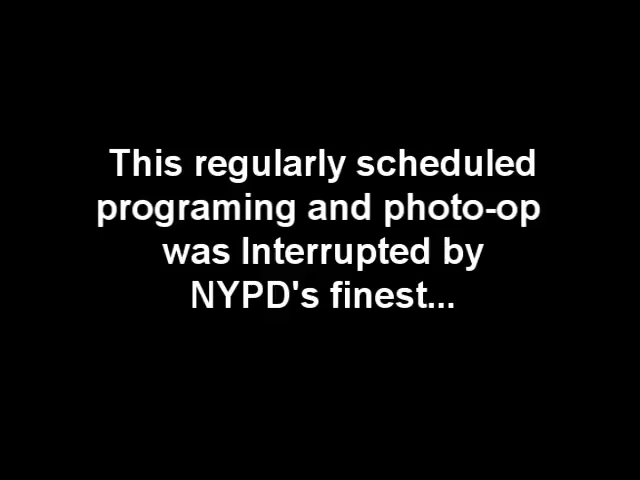 This regularly scheduled
programing and photo-op
was Interrupted by
NYPD's finest...